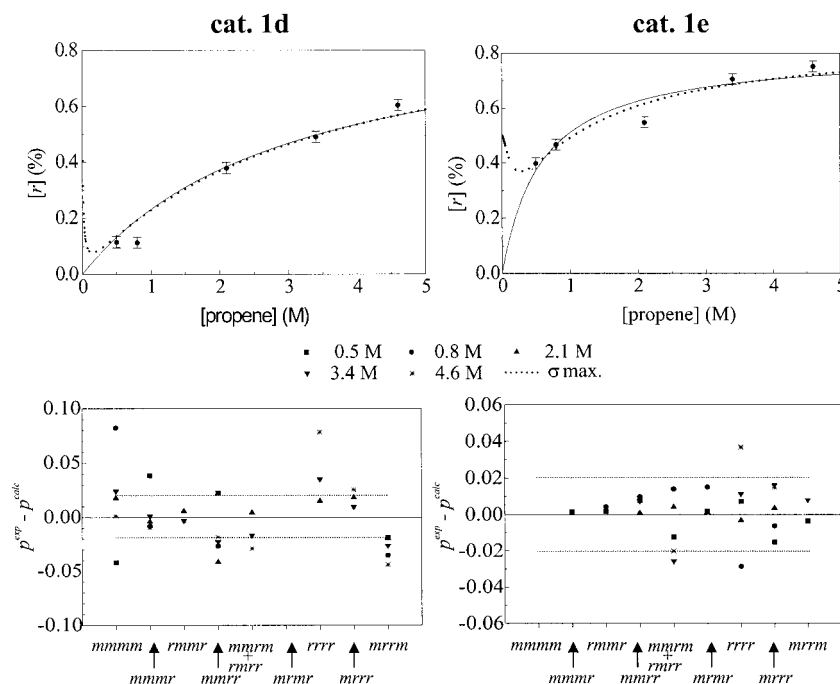 cat. 1d
cat. 1e
0.8
0.6
0.4
0.2
0.0
[r] (%)
0 1 2 3 4 5
[propene] (M)
0.8
0.6
0.4
0.2
0.0
[r] (%)
0 1 2 3 4 5
[propene] (M)
■ 0.5 M ● 0.8 M ▲ 2.1 M
▼ 3.4 M × 4.6 M ······ σ max.
0.10
0.05
0.00
-0.05
-0.10
p^exp - p^calc
mmmm rmmr mmrm rrrr mrrm
+
rmrr
mmmr mmrr mrmr mrrr
0.06
0.04
0.02
0.00
-0.02
-0.04
-0.06
p^exp - p^calc
mmmm rmmr mmrm rrrr mrrm
+
rmrr
mmmr mmrr mrmr mrrr